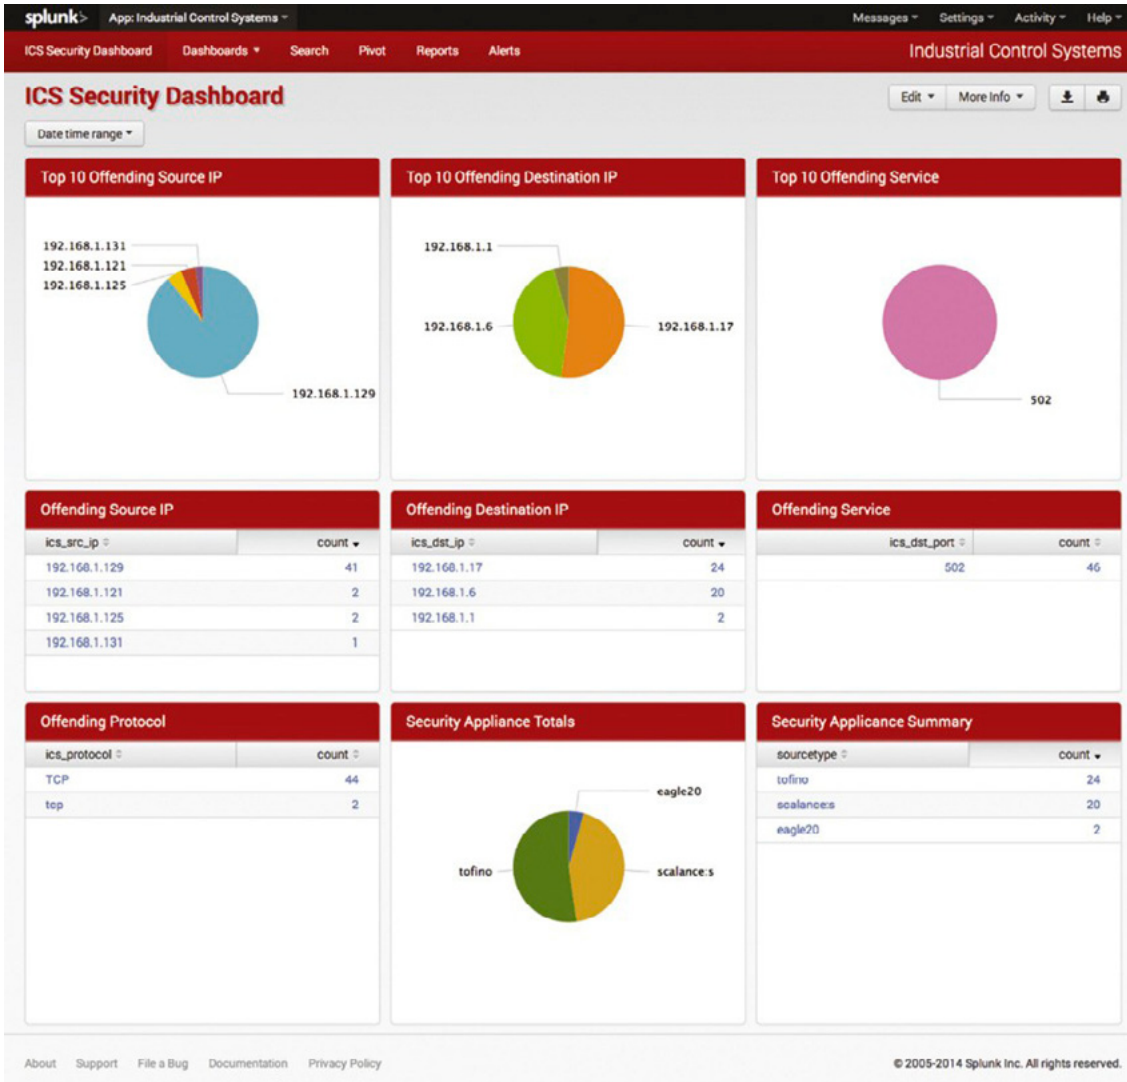 splunk> App: Industrial Control Systems Messages Settings Activity Help
ICS Security Dashboard Dashboards Search Pivot Reports Alerts Industrial Control Systems
ICS Security Dashboard Edit More Info
Date time range
Top 10 Offending Source IP
192.168.1.131
192.168.1.121
192.168.1.125
192.168.1.129
Top 10 Offending Destination IP
192.168.1.1
192.168.1.6 192.168.1.17
Top 10 Offending Service
502
Offending Source IP
ics_src_ip count
192.168.1.129 41
192.168.1.121 2
192.168.1.125 2
192.168.1.131 1
Offending Destination IP
ics_dst_ip count
192.168.1.17 24
192.168.1.6 20
192.168.1.1 2
Offending Service
ics_dst_port count
502 46
Offending Protocol
ics_protocol count
TCP 44
tcp 2
Security Appliance Totals
eagle20
tofino scalance:s
Security Applicance Summary
sourcetype count
tofino 24
scalance:s 20
eagle20 2
About Support File a Bug Documentation Privacy Policy © 2005-2014 Splunk Inc. All rights reserved.